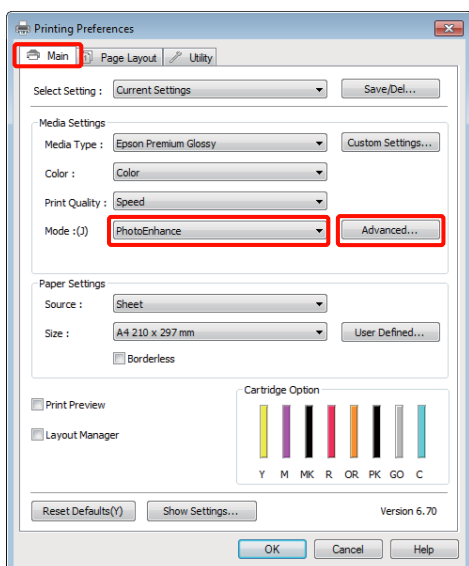 Printing Preferences
Main Page Layout Utility
Select Setting : Current Settings Save/Del...
Media Settings
Media Type : Epson Premium Glossy Custom Settings...
Color : Color
Print Quality : Speed
Mode :(J) PhotoEnhance Advanced...
Paper Settings
Source : Sheet
Size : A4 210 x 297 mm User Defined...
Borderless
Cartridge Option
Print Preview
Layout Manager
Y M MK R OR PK GO C
Reset Defaults(Y) Show Settings... Version 6.70
OK Cancel Help